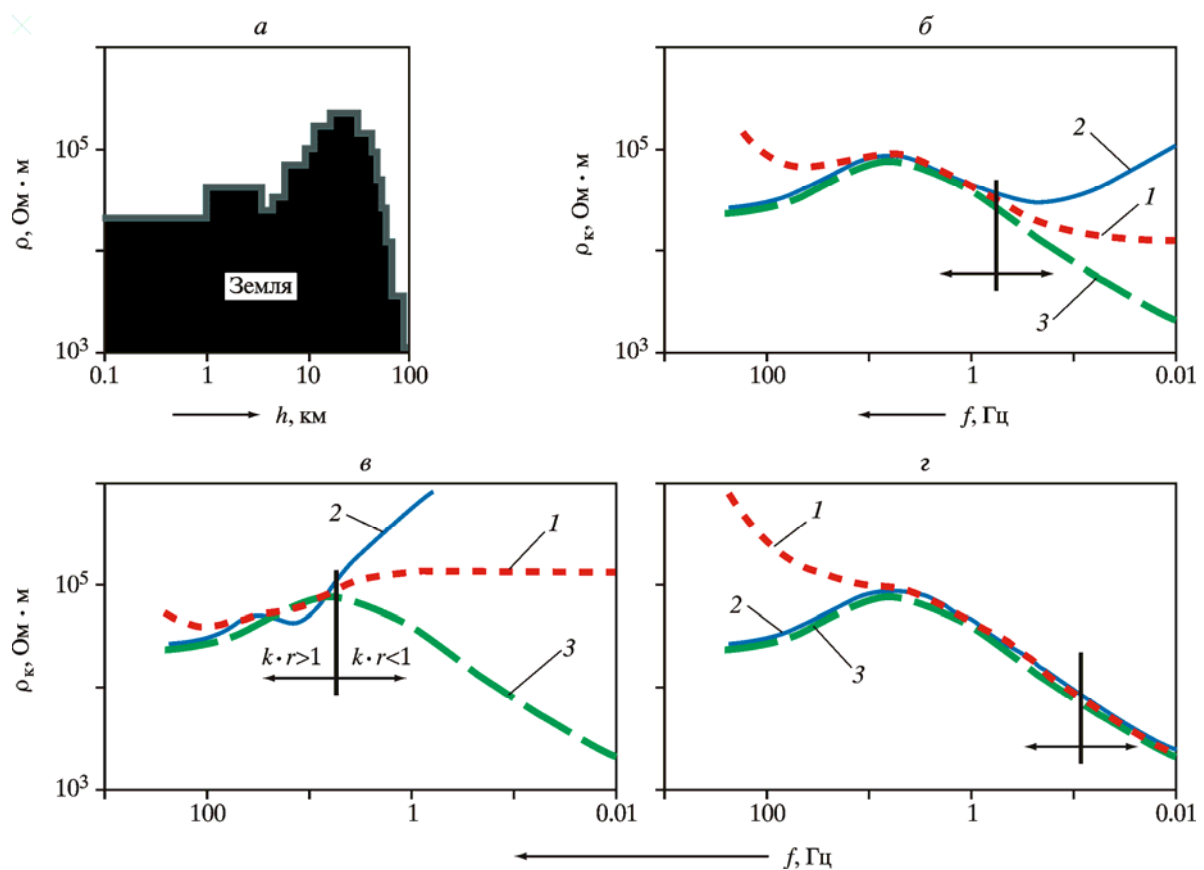 а
ρ, Ом · м
10⁵
10³
Земля
0.1 1 10 100
h, км
б
ρк, Ом · м
10⁵
10³
2
1
3
100 1 0.01
f, Гц
в
ρк, Ом · м
10⁵
10³
2
1
3
k · r>1 k · r<1
100 1 0.01
г
1
2
3
100 1 0.01
f, Гц